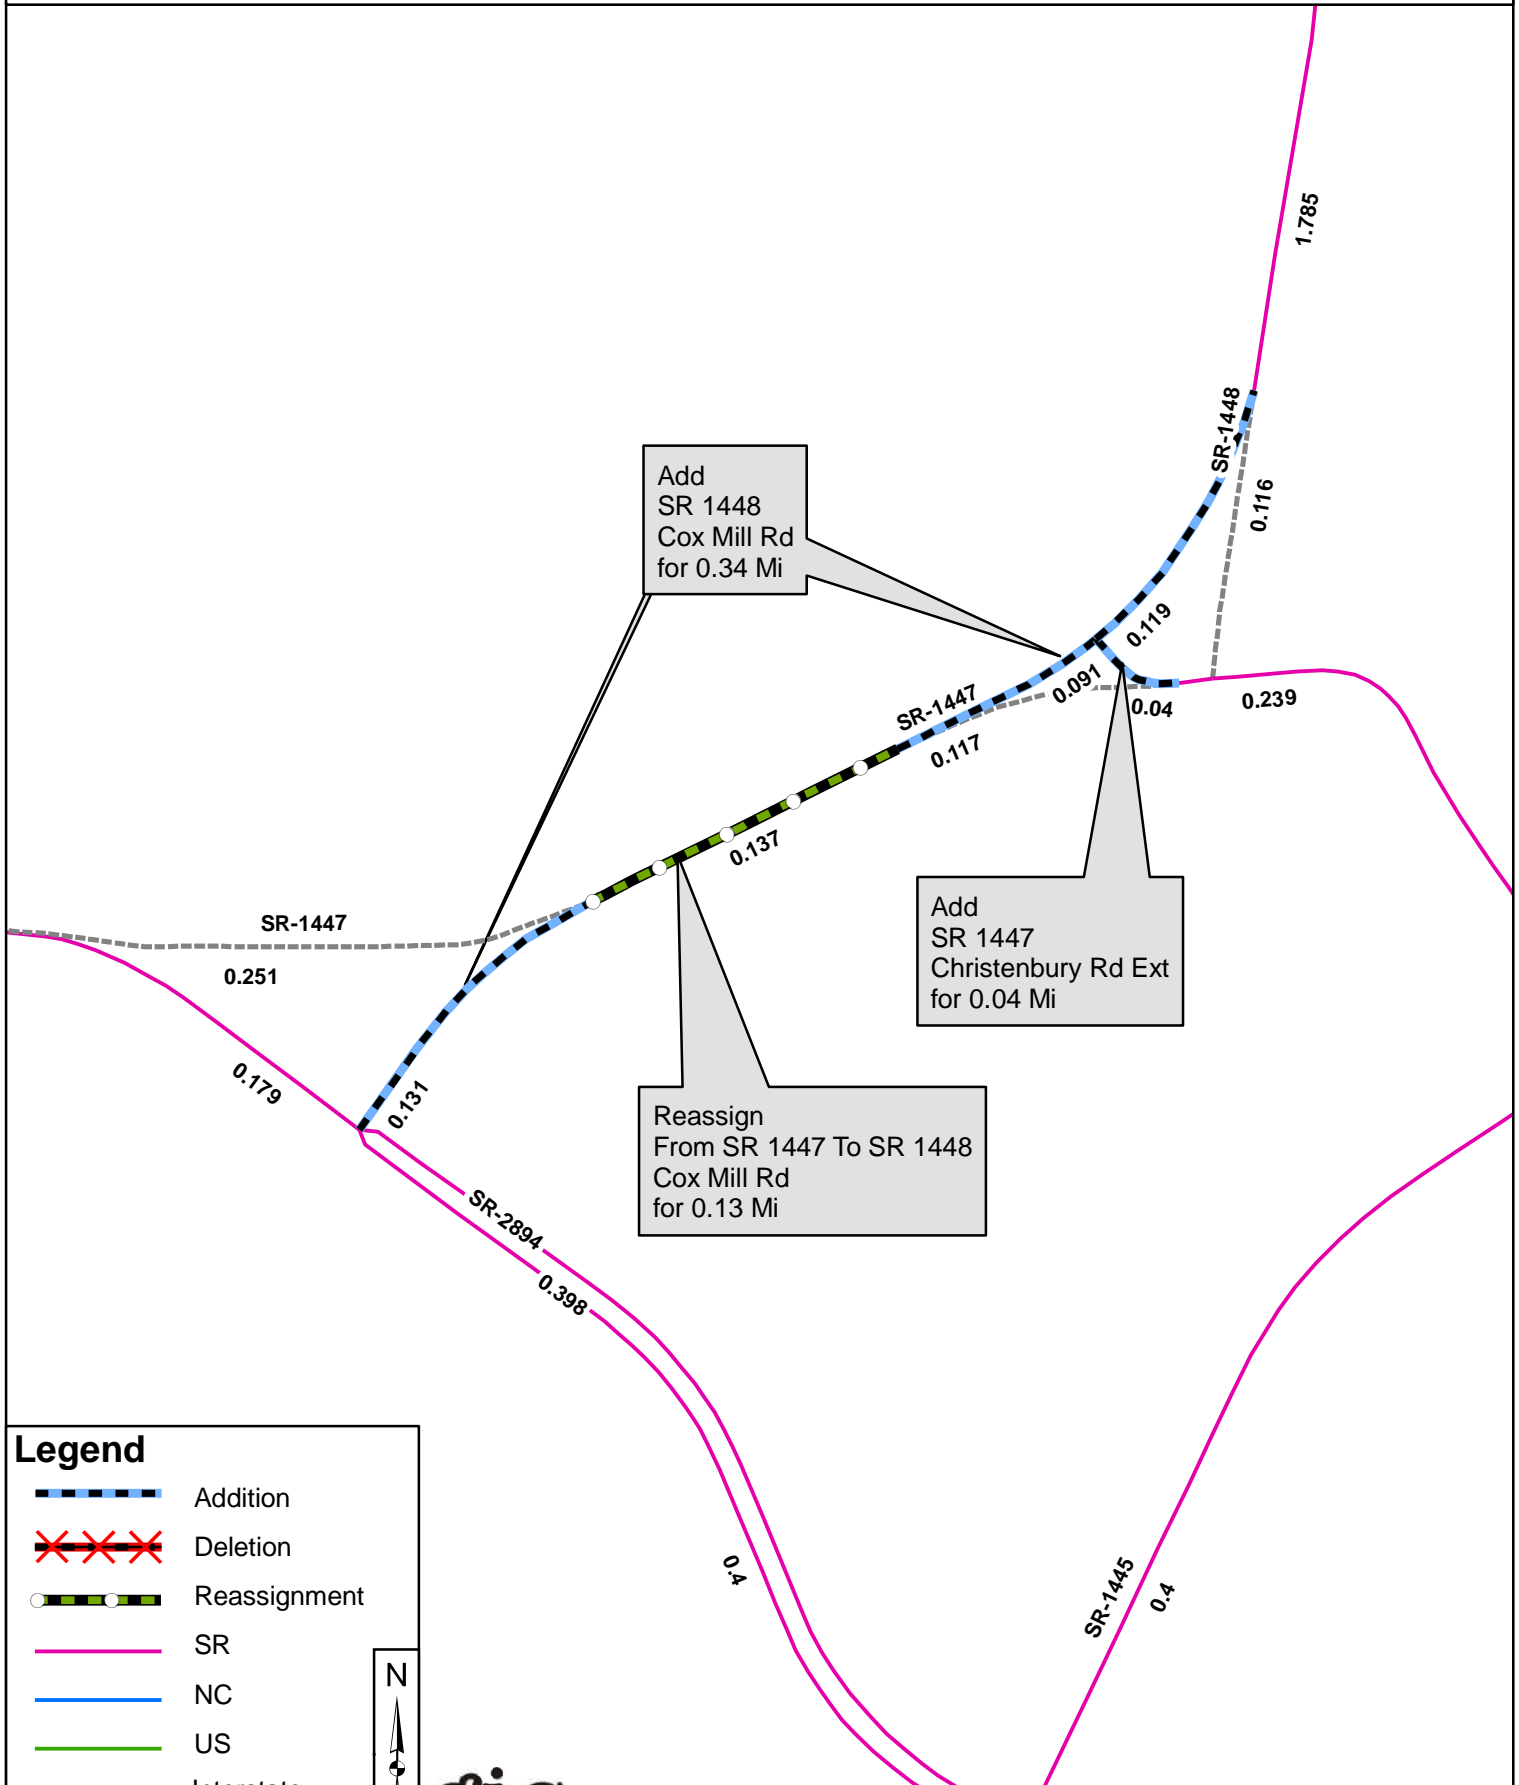 1.785
SR-1448
0.116
Add
SR 1448
Cox Mill Rd
for 0.34 Mi
0.119
0.091
SR-1447
0.04
0.239
0.117
0.137
Add
SR 1447
Christenbury Rd Ext
for 0.04 Mi
SR-1447
0.251
0.179
0.131
Reassign
From SR 1447 To SR 1448
Cox Mill Rd
for 0.13 Mi
SR-2894
0.398
0.4
SR-1445
0.4
Legend
Addition
Deletion
Reassignment
SR
NC
US
Interstate
N